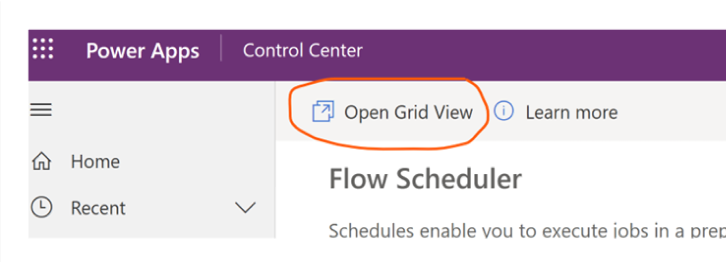 Power Apps Control Center
Open Grid View Learn more
Home
Flow Scheduler
Recent
Schedules enable you to execute jobs in a prep